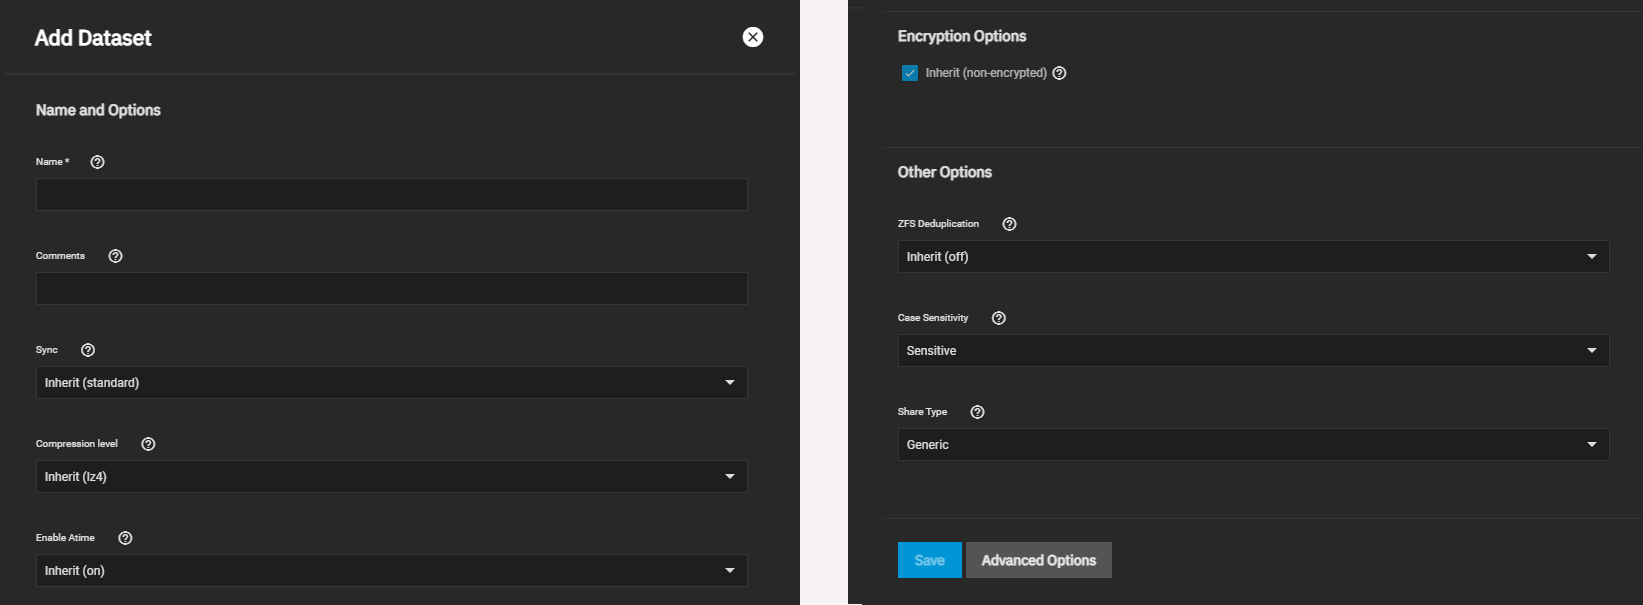 Add Dataset
Name and Options
Name *
Comments
Sync
Inherit (standard)
Compression level
Inherit (lz4)
Enable Atime
Inherit (on)
Encryption Options
Inherit (non-encrypted)
Other Options
ZFS Deduplication
Inherit (off)
Case Sensitivity
Sensitive
Share Type
Generic
Save
Advanced Options